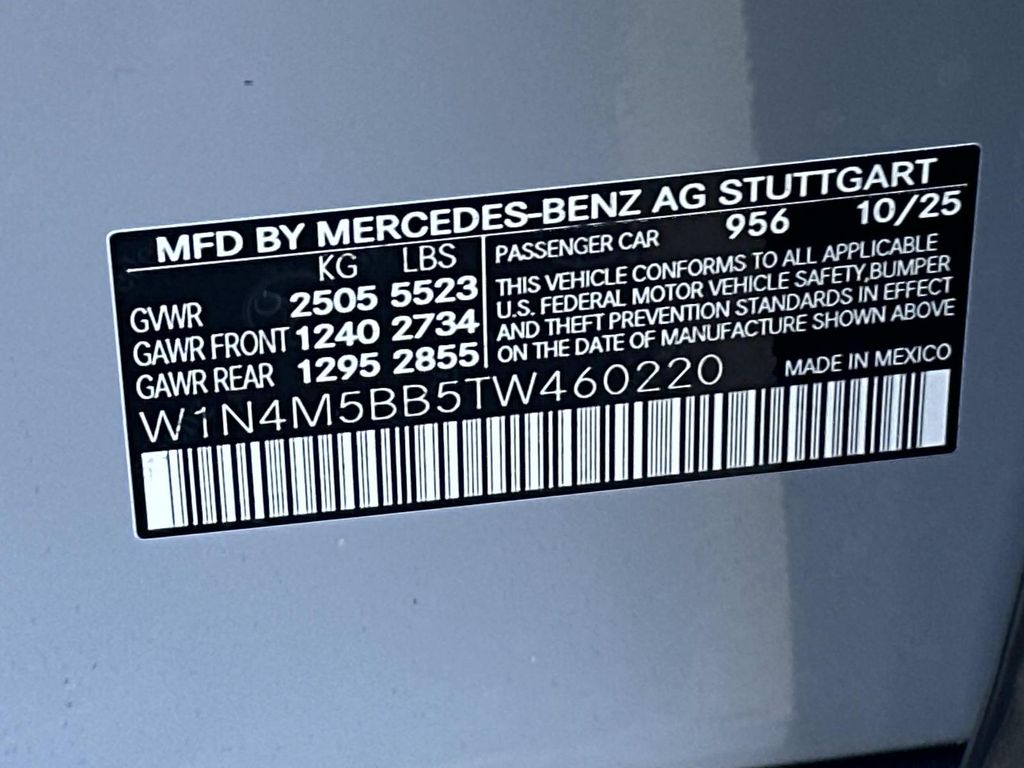 MFD BY MERCEDES-BENZ AG STUTTGART
KG LBS
GVWR 2505 5523
GAWR FRONT 1240 2734
GAWR REAR 1295 2855
PASSENGER CAR 956 10/25
THIS VEHICLE CONFORMS TO ALL APPLICABLE
U.S. FEDERAL MOTOR VEHICLE SAFETY,BUMPER
AND THEFT PREVENTION STANDARDS IN EFFECT
ON THE DATE OF MANUFACTURE SHOWN ABOVE
W1N4M5BB5TW460220 MADE IN MEXICO